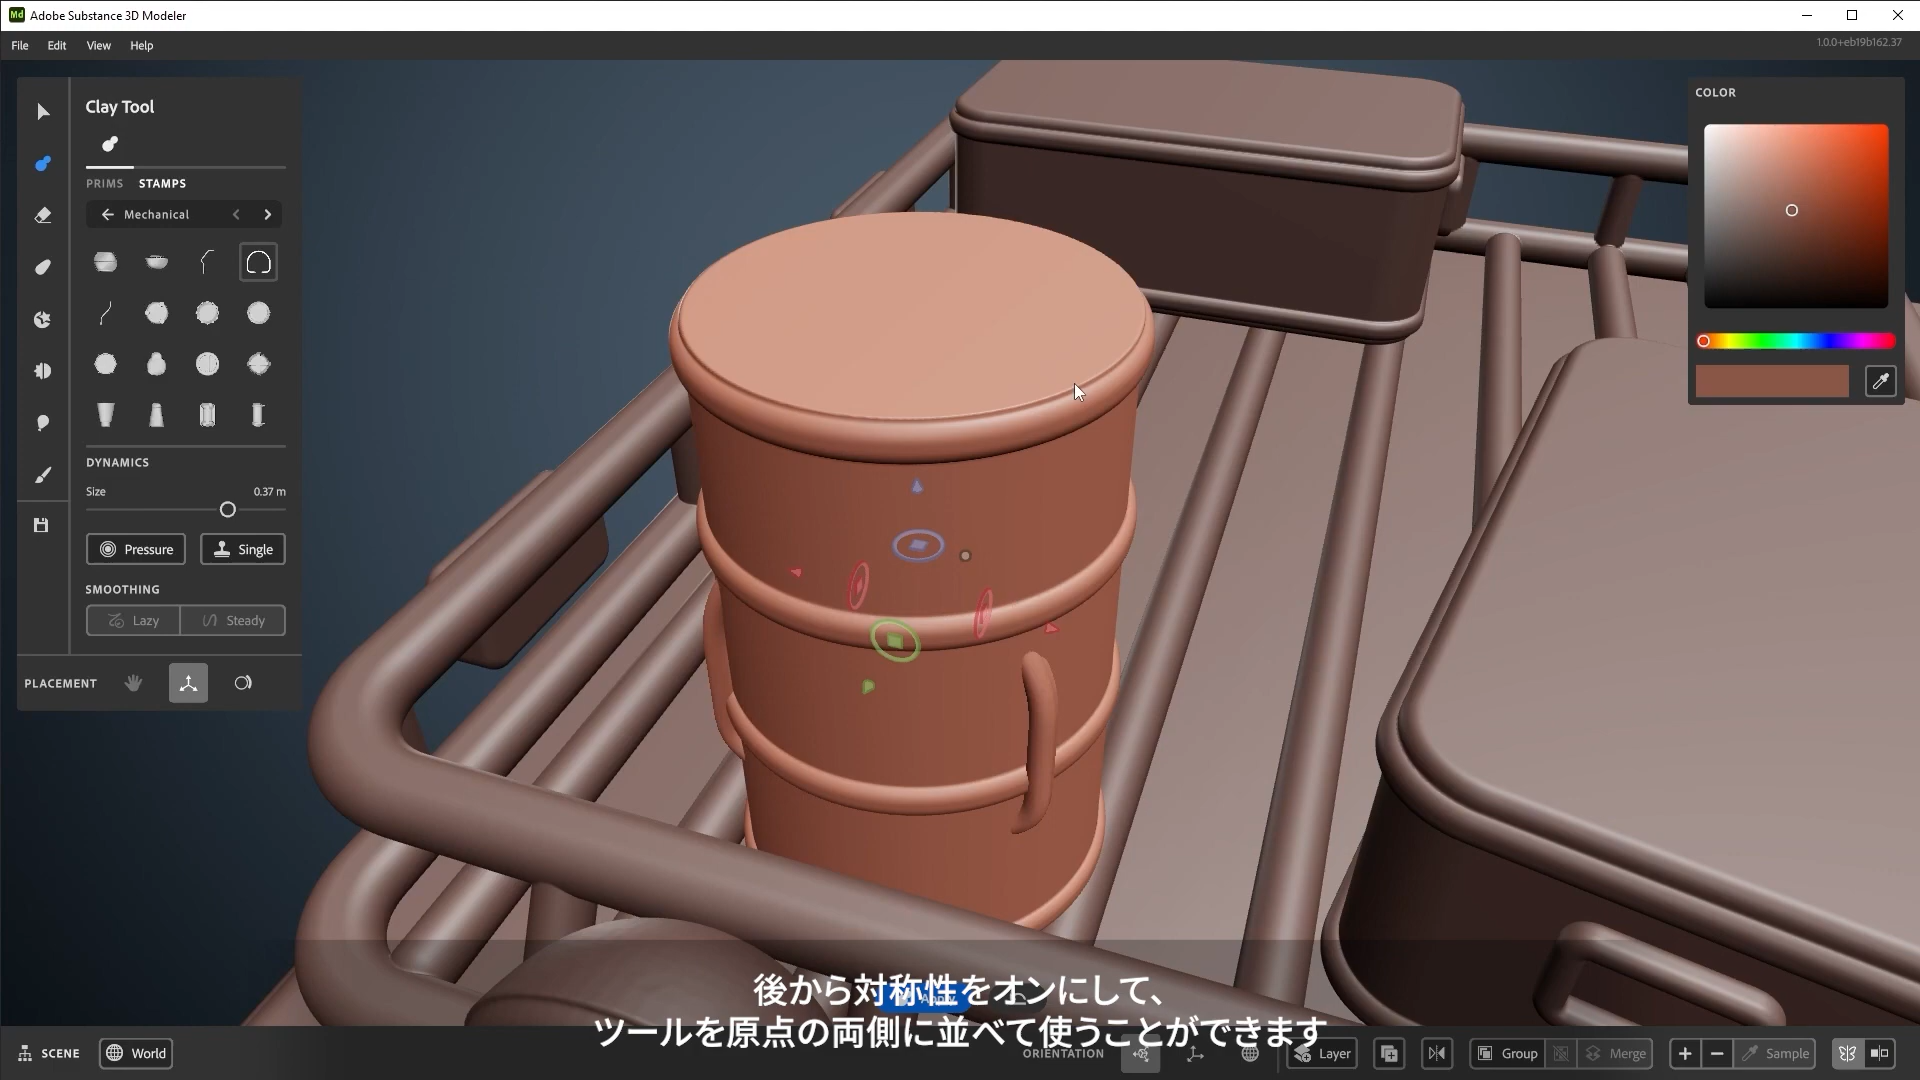 Md Adobe Substance 3D Modeler
File Edit View Help
1.0.0+eb19b162.37
Clay Tool
PRIMS STAMPS
Mechanical
DYNAMICS
Size 0.37 m
Pressure Single
SMOOTHING
Lazy Steady
PLACEMENT
COLOR
後から対称性をオンにして、
ツールを原点の両側に並べて使うことができます
SCENE World ORIENTATION Layer Group Merge Sample